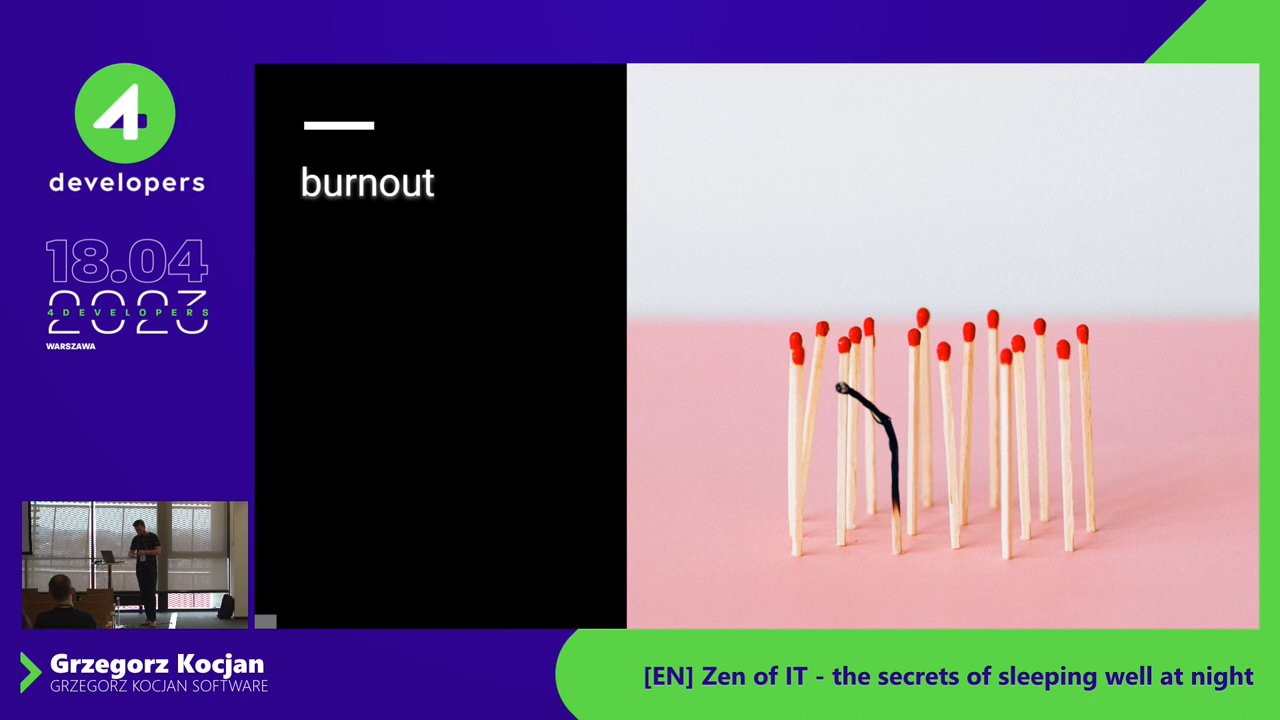 4
developers
18.04
2023
4DEVELOPERS
WARSZAWA
burnout
Grzegorz Kocjan
GRZEGORZ KOCJAN SOFTWARE
[EN] Zen of IT - the secrets of sleeping well at night